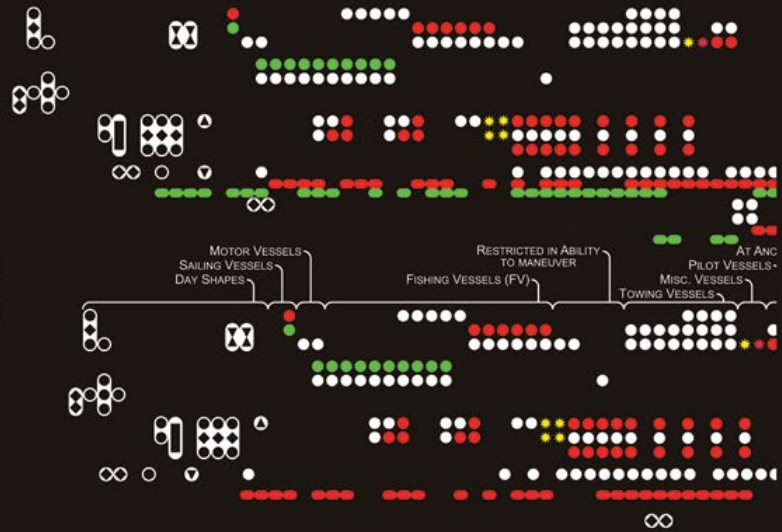 MOTOR VESSELS
SAILING VESSELS
DAY SHAPES
FISHING VESSELS (FV)
RESTRICTED IN ABILITY
TO MANEUVER
AT ANC
PILOT VESSELS
MISC. VESSELS
TOWING VESSELS